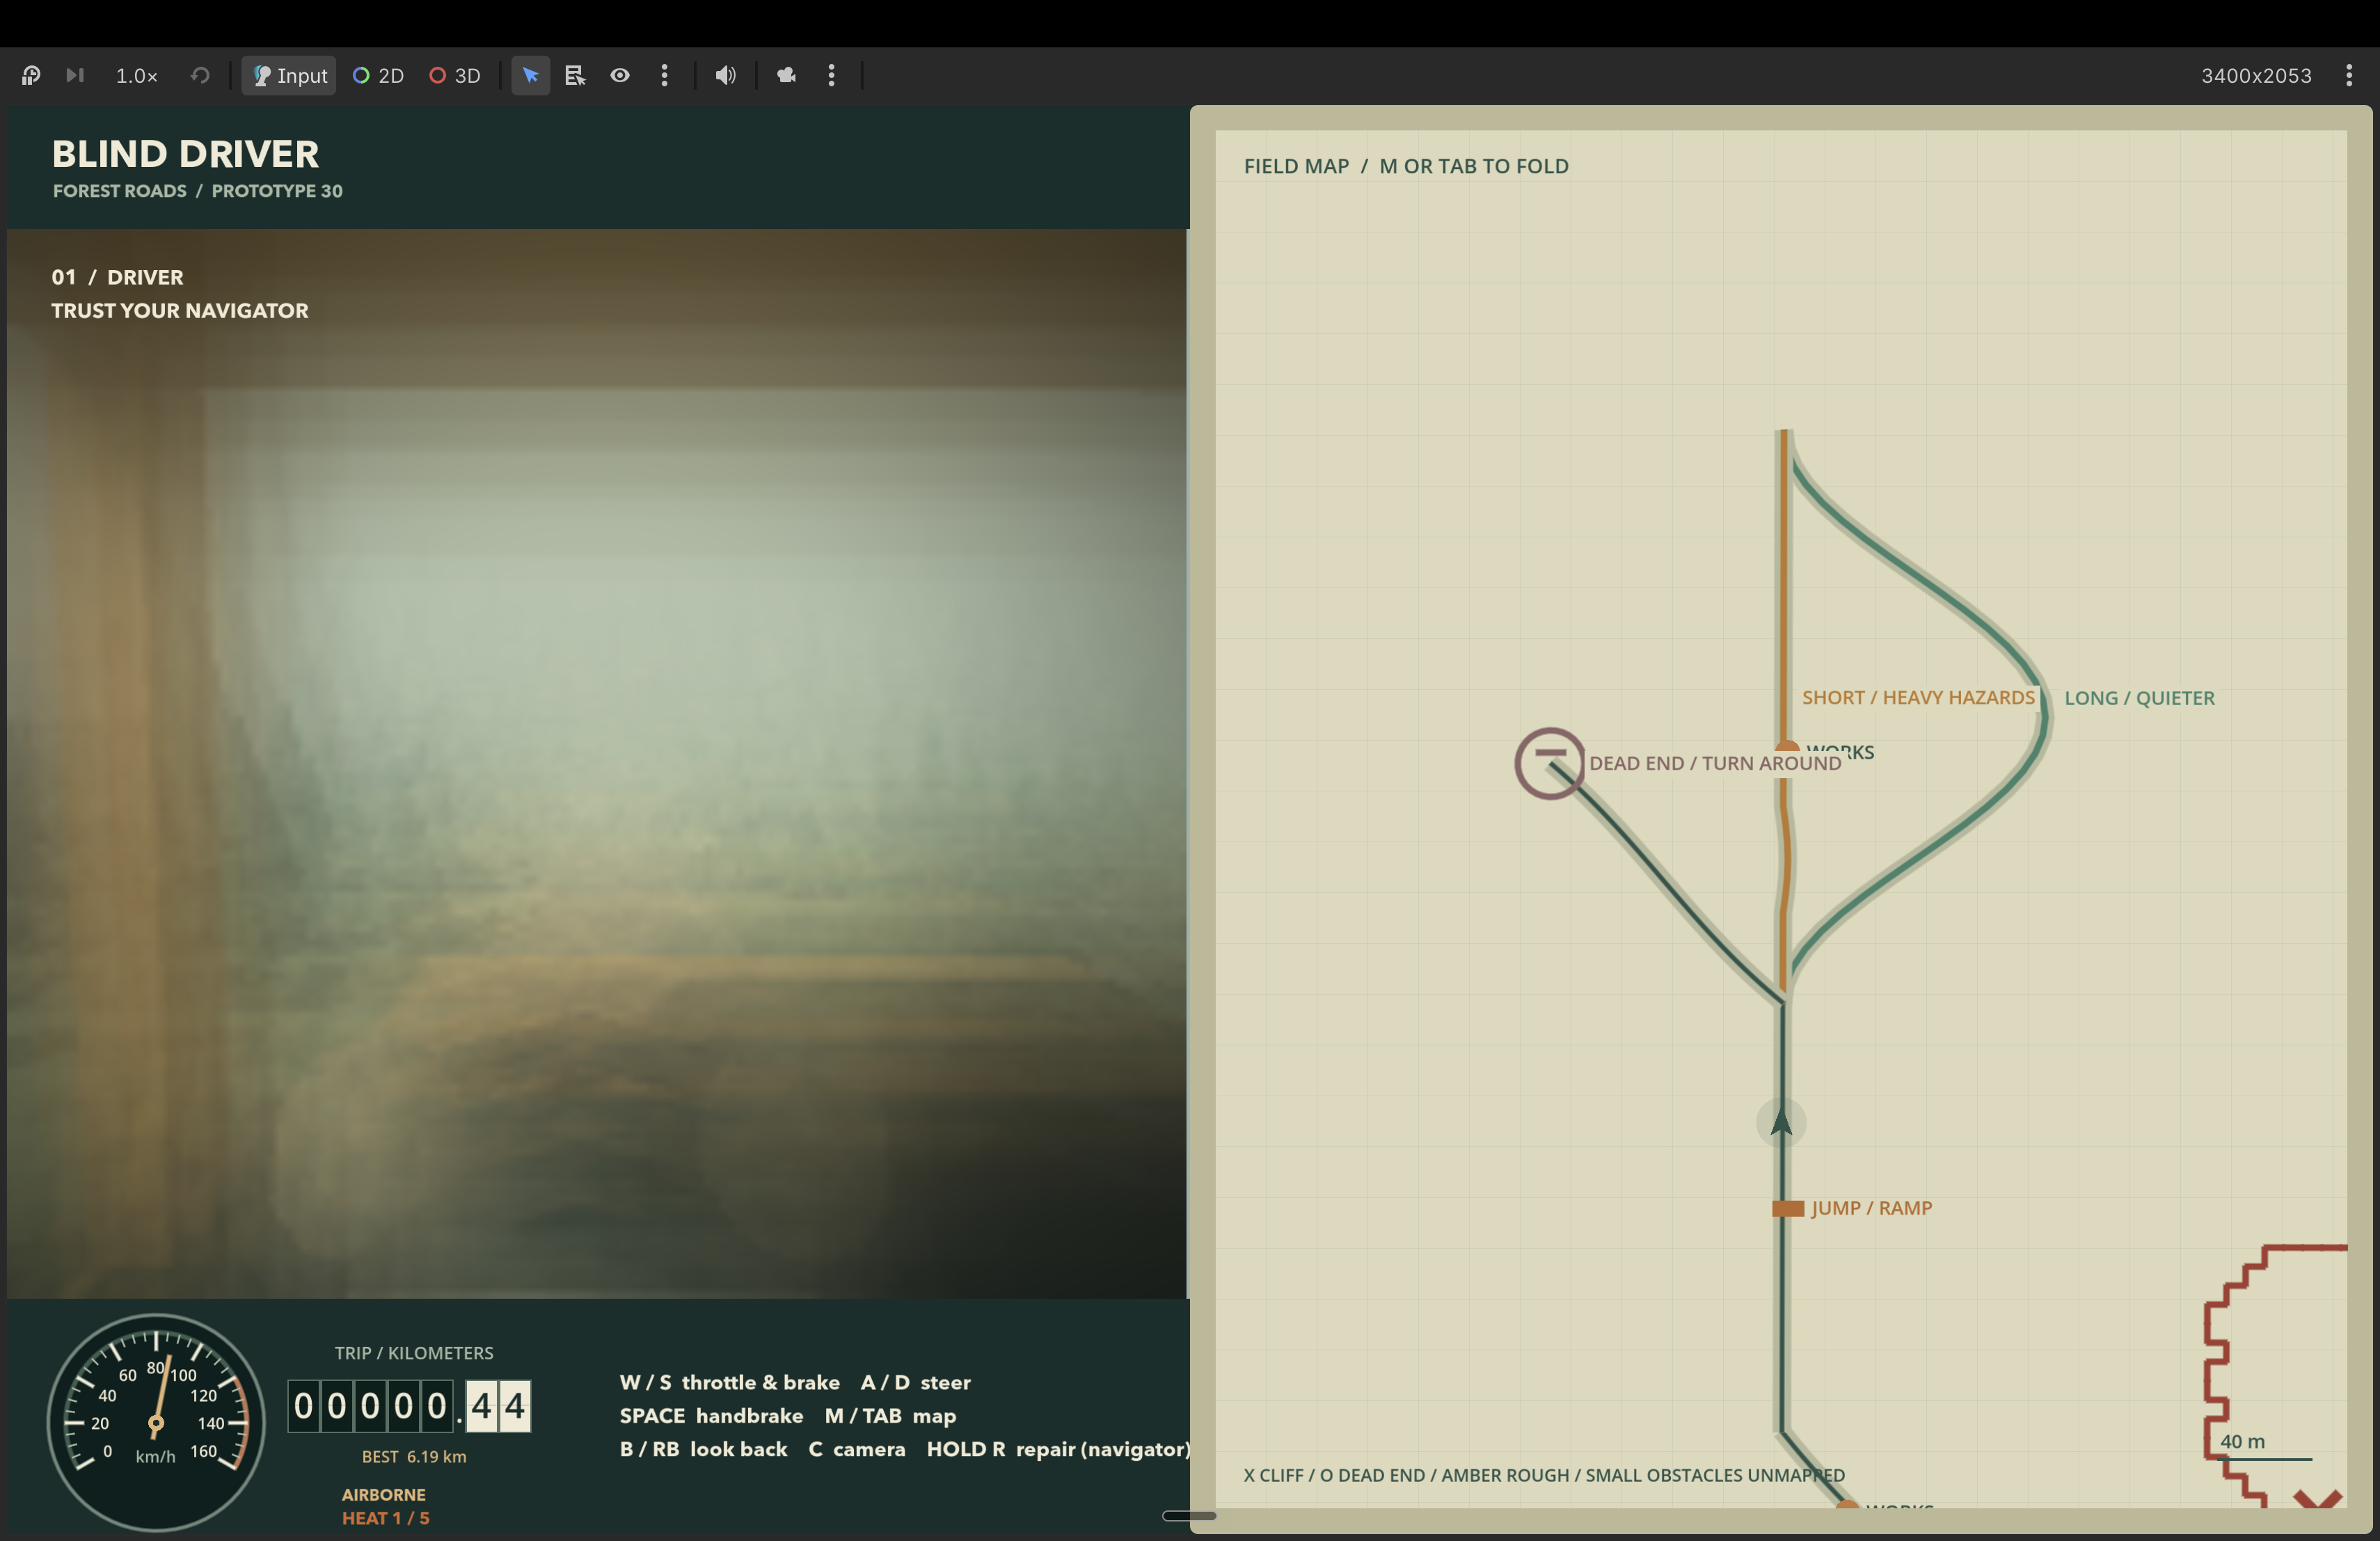 1.0×
Input
2D
3D
3400x2053
BLIND DRIVER
FOREST ROADS / PROTOTYPE 30
01 / DRIVER
TRUST YOUR NAVIGATOR
FIELD MAP / M OR TAB TO FOLD
SHORT / HEAVY HAZARDS
LONG / QUIETER
WORKS
DEAD END / TURN AROUND
JUMP / RAMP
40 m
X CLIFF / O DEAD END / AMBER ROUGH / SMALL OBSTACLES UNMAPPED
WORKS
0 20 40 60 80 100 120 140 160
km/h
TRIP / KILOMETERS
00000.44
BEST 6.19 km
AIRBORNE
HEAT 1 / 5
W / S throttle & brake A / D steer
SPACE handbrake M / TAB map
B / RB look back C camera HOLD R repair (navigator)